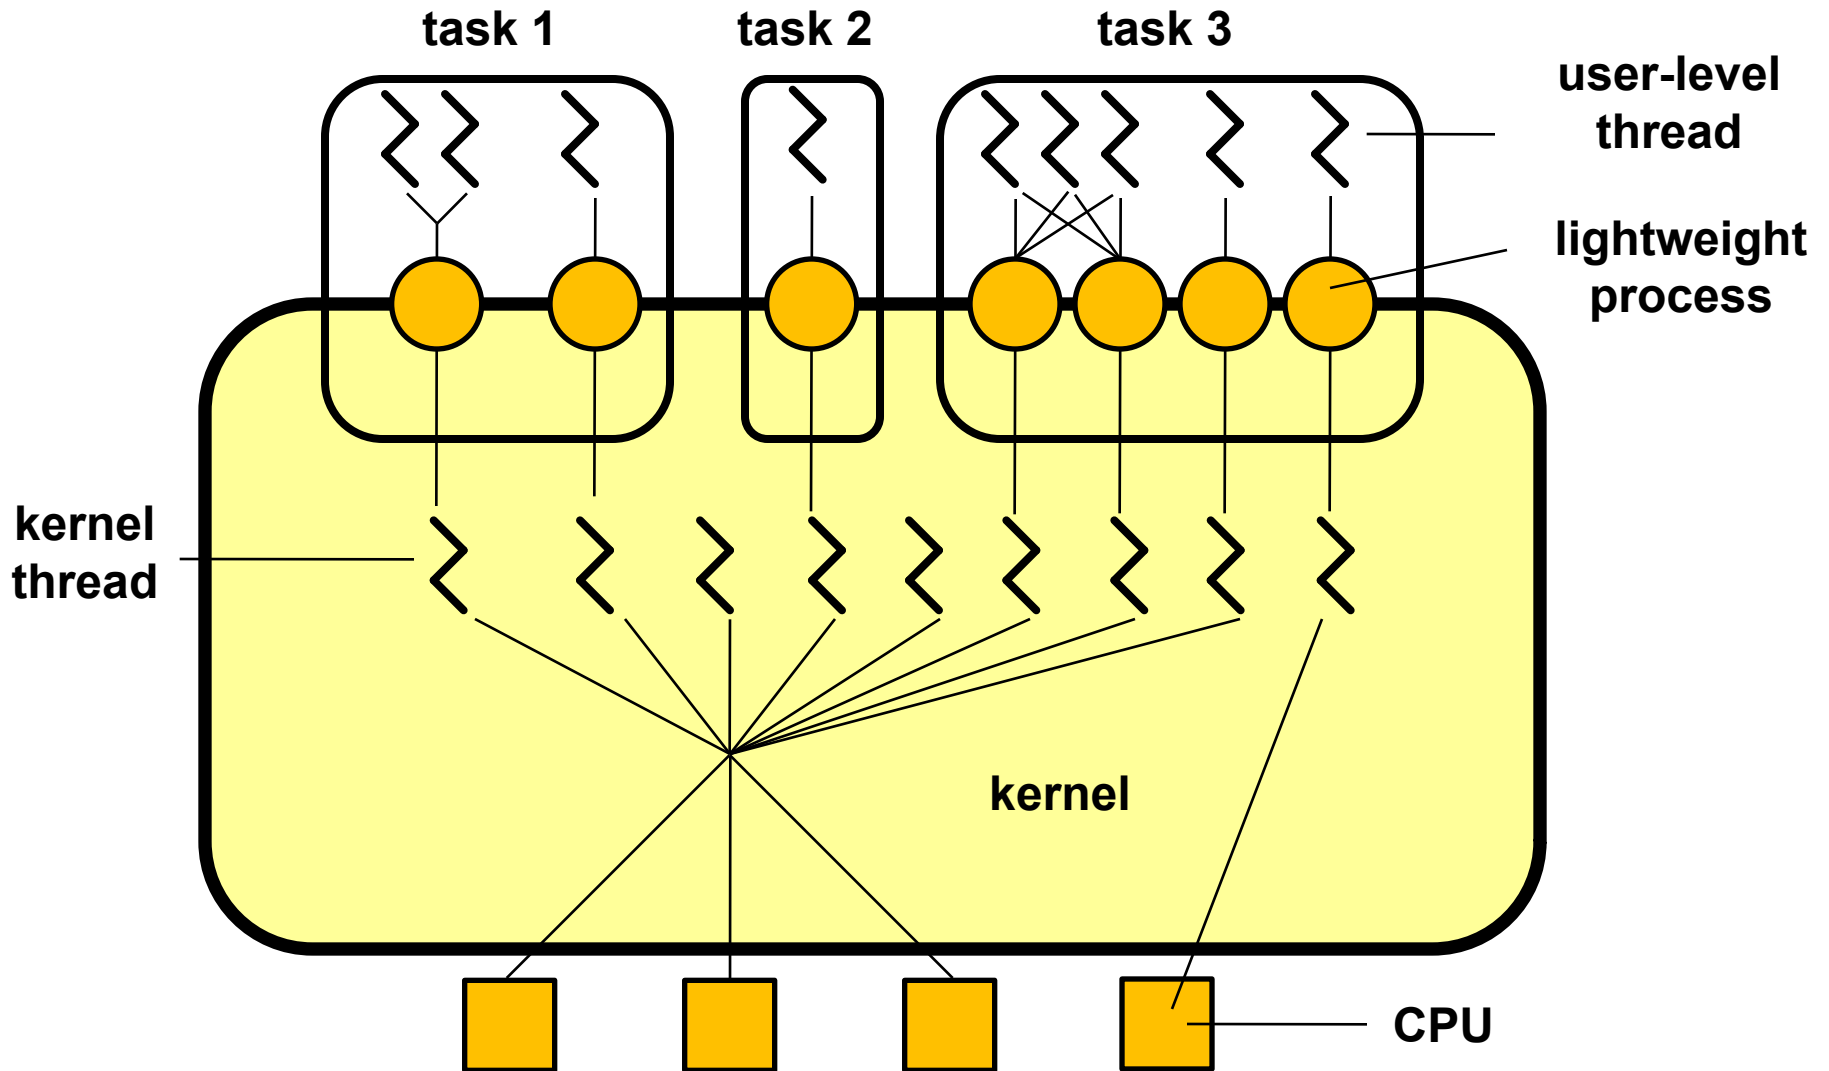 task 1
task 2
task 3
user-level
thread
lightweight
process
kernel
thread
kernel
CPU